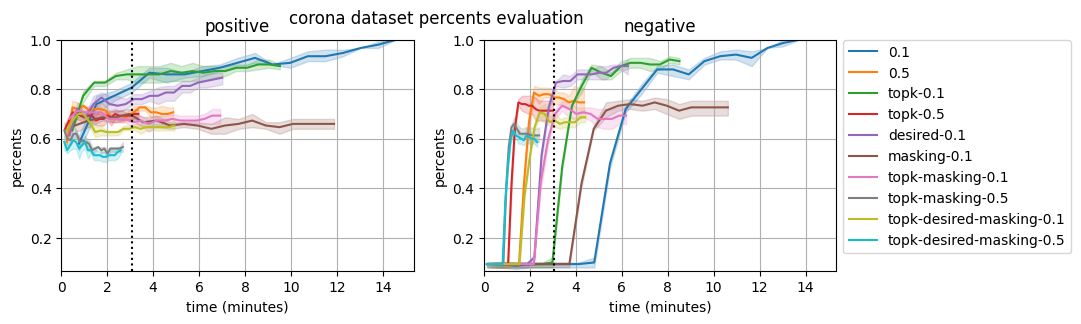 corona dataset percents evaluation
positive
negative
percents
1.0
0.8
0.6
0.4
0.2
0 2 4 6 8 10 12 14
time (minutes)
percents
1.0
0.8
0.6
0.4
0.2
0 2 4 6 8 10 12 14
time (minutes)
0.1
0.5
topk-0.1
topk-0.5
desired-0.1
masking-0.1
topk-masking-0.1
topk-masking-0.5
topk-desired-masking-0.1
topk-desired-masking-0.5